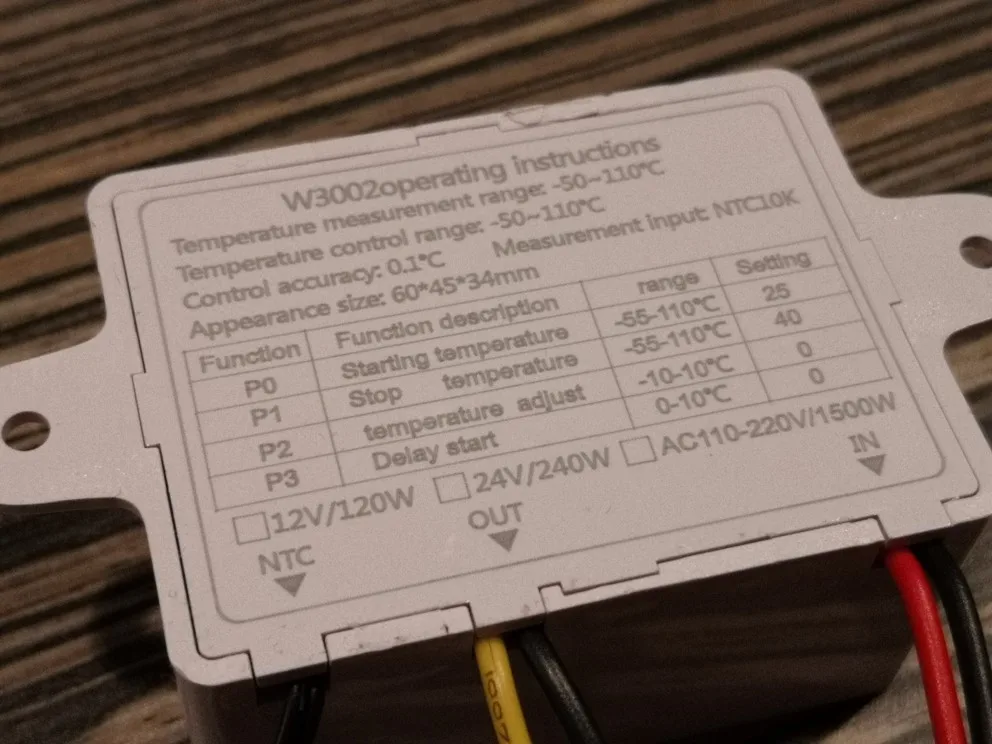 W3002operating instructions
Temperature measurement range: -50~110℃
Temperature control range: -50~110℃
Control accuracy: 0.1℃ Measurement input: NTC10K
Appearance size: 60*45*34mm
Function Function description range Setting
P0 Starting temperature -55-110℃ 25
P1 Stop temperature -55-110℃ 40
P2 temperature adjust -10-10℃ 0
P3 Delay start 0-10℃ 0
□12V/120W □24V/240W □AC110-220V/1500W
NTC OUT IN